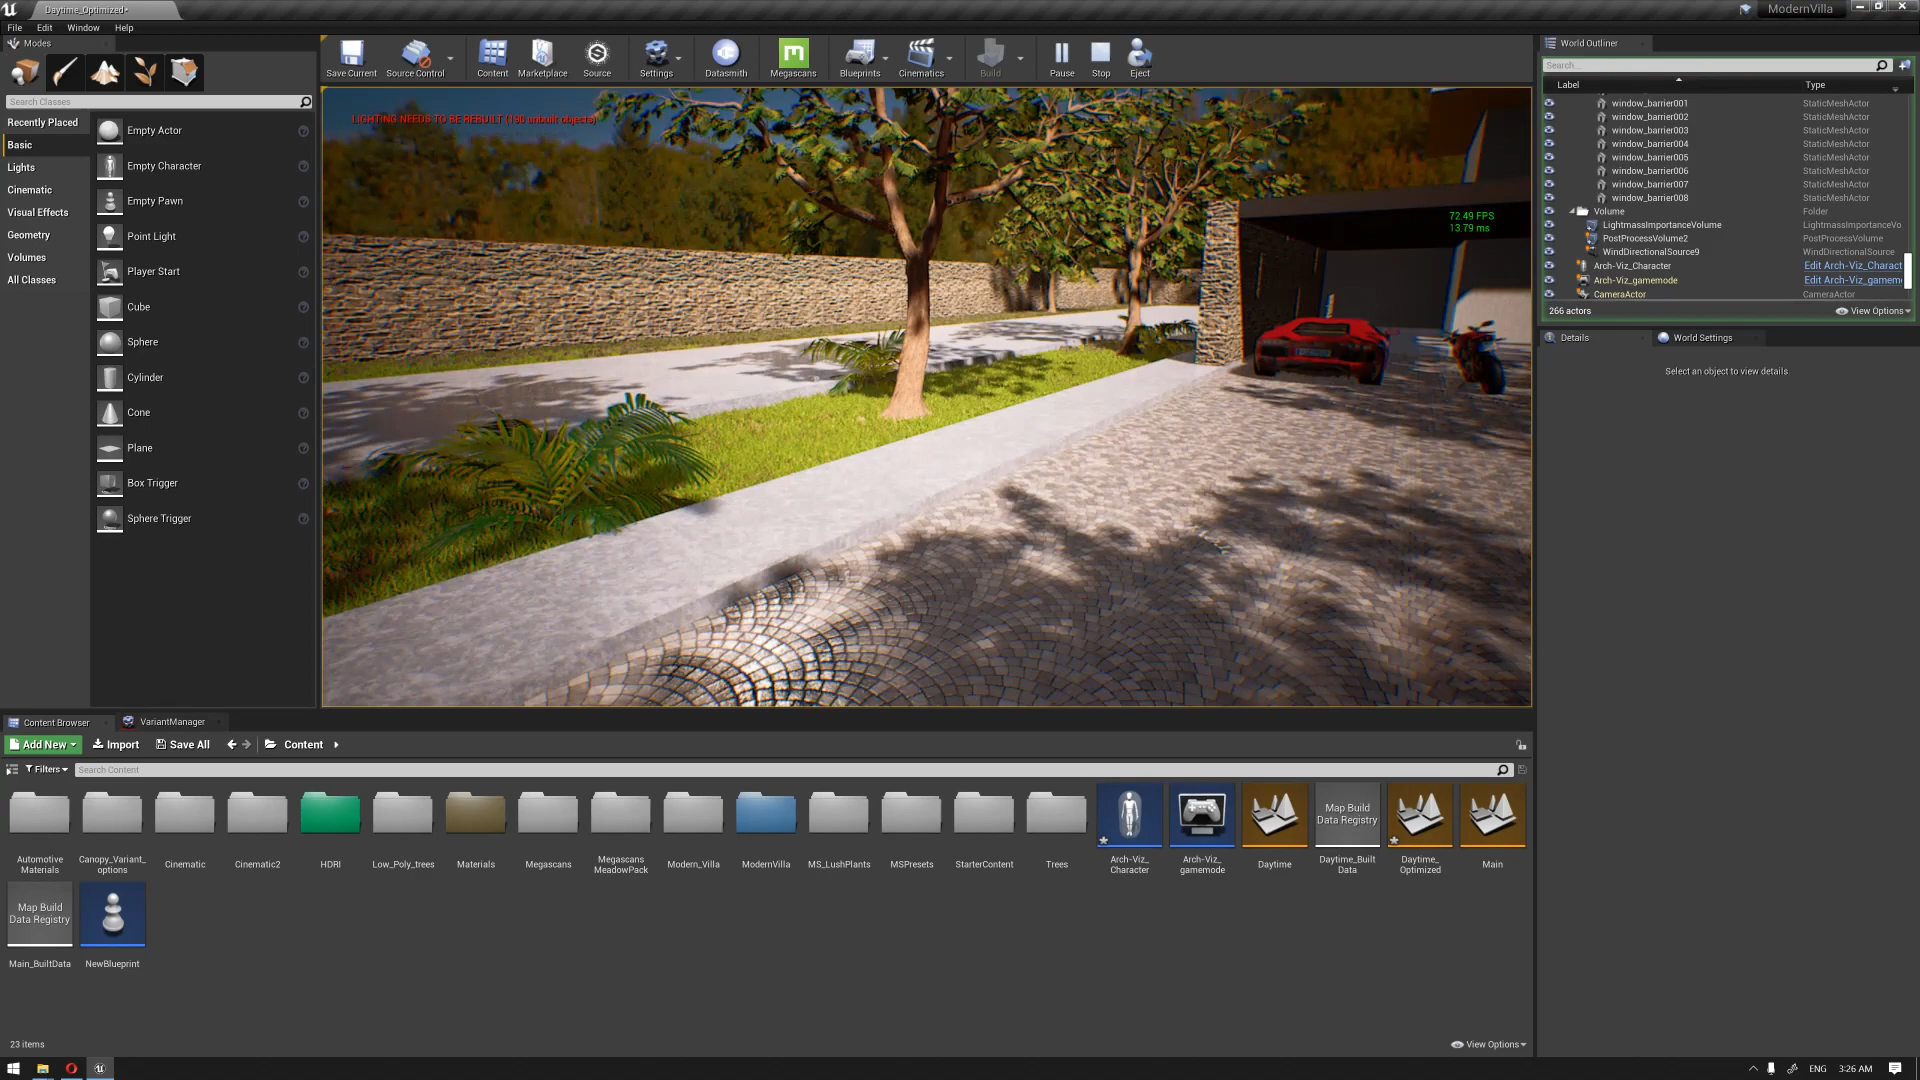 Daytime_Optimized•
ModernVilla
File Edit Window Help
Modes
Search Classes
Recently Placed
Basic
Lights
Cinematic
Visual Effects
Geometry
Volumes
All Classes
Empty Actor
Empty Character
Empty Pawn
Point Light
Player Start
Cube
Sphere
Cylinder
Cone
Plane
Box Trigger
Sphere Trigger
Save Current Source Control Content Marketplace Source Settings Datasmith Megascans Blueprints Cinematics Build Pause Stop Eject
LIGHTING NEEDS TO BE REBUILT (190 unbuilt objects)
72.49 FPS
13.79 ms
World Outliner
Search...
Label Type
window_barrier001 StaticMeshActor
window_barrier002 StaticMeshActor
window_barrier003 StaticMeshActor
window_barrier004 StaticMeshActor
window_barrier005 StaticMeshActor
window_barrier006 StaticMeshActor
window_barrier007 StaticMeshActor
window_barrier008 StaticMeshActor
Volume Folder
LightmassImportanceVolume LightmassImportanceVo
PostProcessVolume2 PostProcessVolume
WindDirectionalSource9 WindDirectionalSource
Arch-Viz_Character Edit Arch-Viz_Charact
Arch-Viz_gamemode Edit Arch-Viz_gamem
CameraActor CameraActor
266 actors View Options
Details World Settings
Select an object to view details
Content Browser VariantManager
Add New Import Save All Content
Filters Search Content
Automotive Materials
Canopy_Variant_options
Cinematic
Cinematic2
HDRI
Low_Poly_trees
Materials
Megascans
Megascans MeadowPack
Modern_Villa
ModernVilla
MS_LushPlants
MSPresets
StarterContent
Trees
Arch-Viz_Character
Arch-Viz_gamemode
Daytime
Map Build
Data Registry
Daytime_Built Data
Daytime_Optimized
Main
Map Build
Data Registry
Main_BuiltData
NewBlueprint
23 items View Options
ENG 3:26 AM